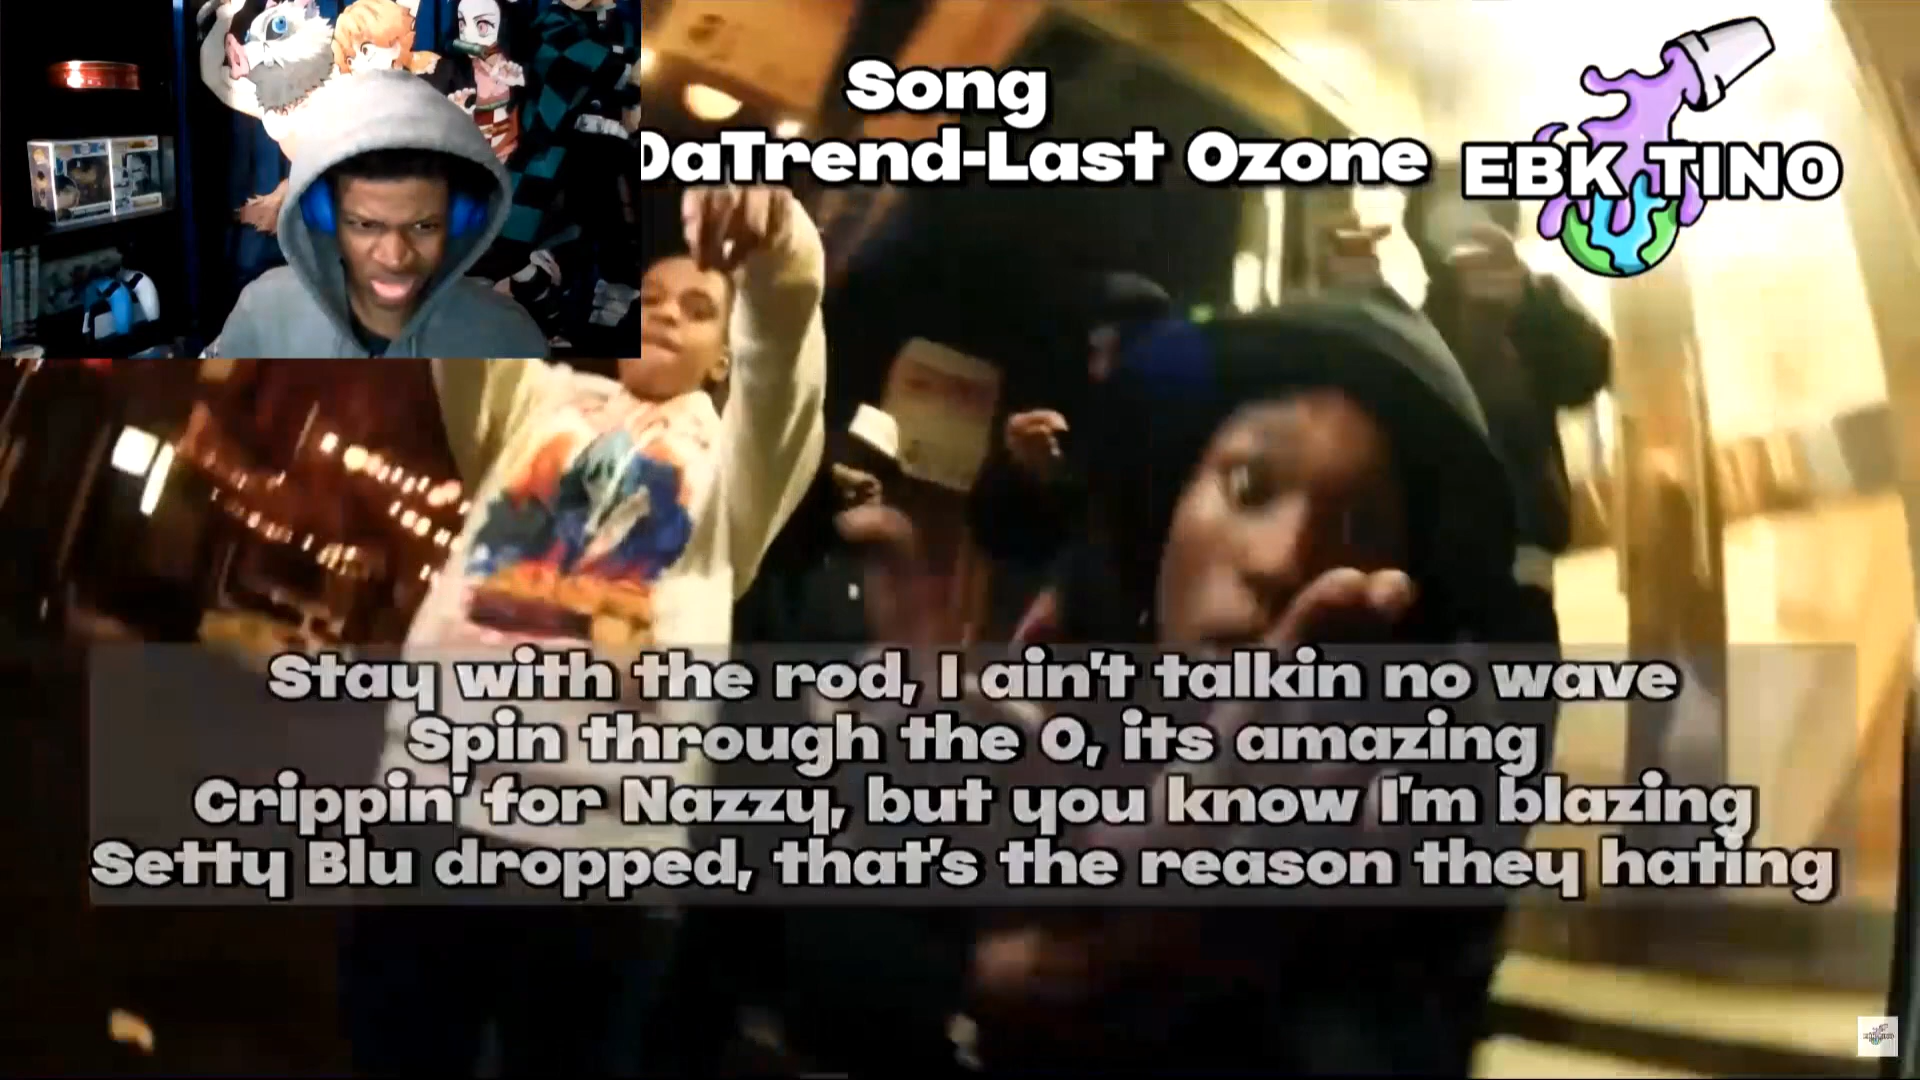 Song
DaTrend-Last Ozone
EBK TINO
Stay with the rod, I ain't talkin no wave
Spin through the O, its amazing
Crippin' for Nazzy, but you know I'm blazing
Setty Blu dropped, that's the reason they hating